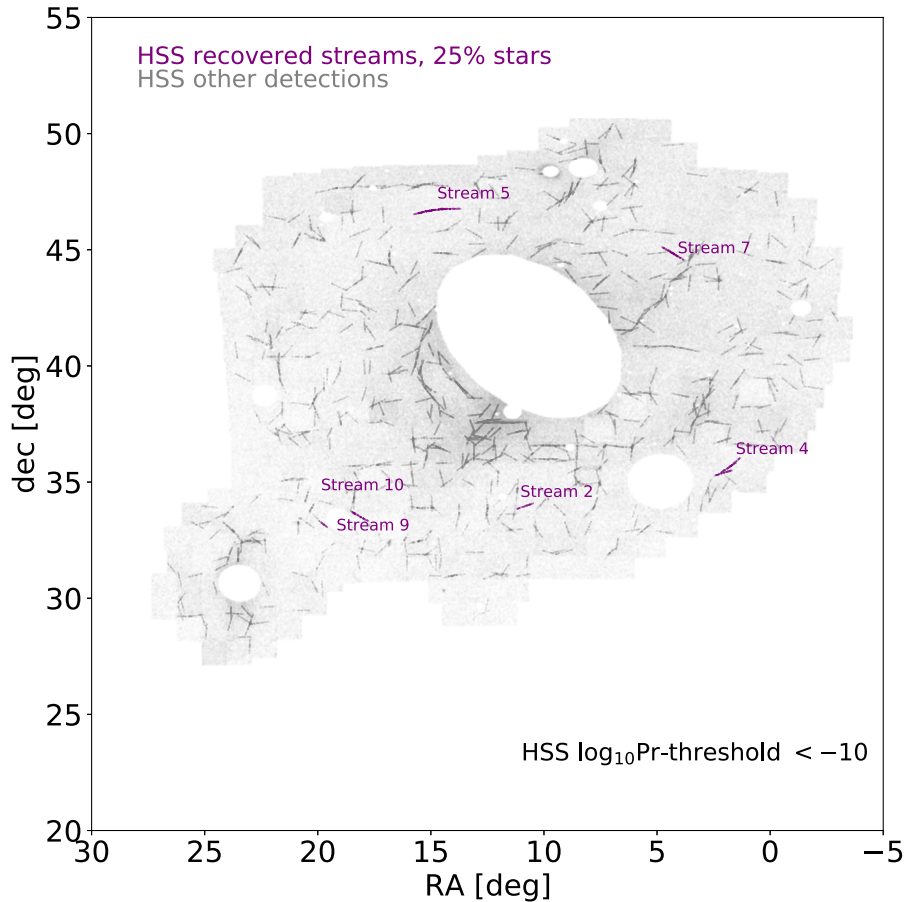 HSS recovered streams, 25% stars
HSS other detections
Stream 5
Stream 7
Stream 4
Stream 10
Stream 2
Stream 9
HSS log₁₀Pr-threshold < −10
55
50
45
40
35
30
25
20
dec [deg]
30 25 20 15 10 5 0 −5
RA [deg]